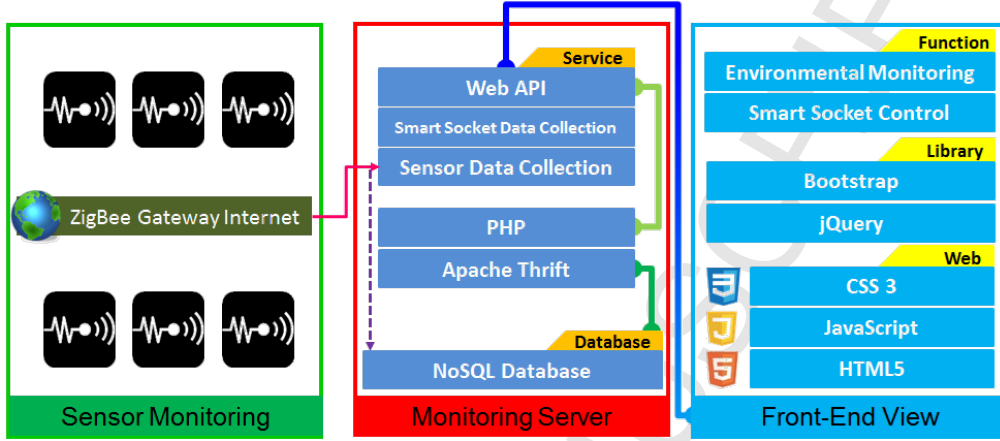 ZigBee Gateway Internet
Sensor Monitoring
Service
Web API
Smart Socket Data Collection
Sensor Data Collection
PHP
Apache Thrift
Database
NoSQL Database
Monitoring Server
Function
Environmental Monitoring
Smart Socket Control
Library
Bootstrap
jQuery
Web
3
CSS 3
J
JavaScript
5
HTML5
Front-End View